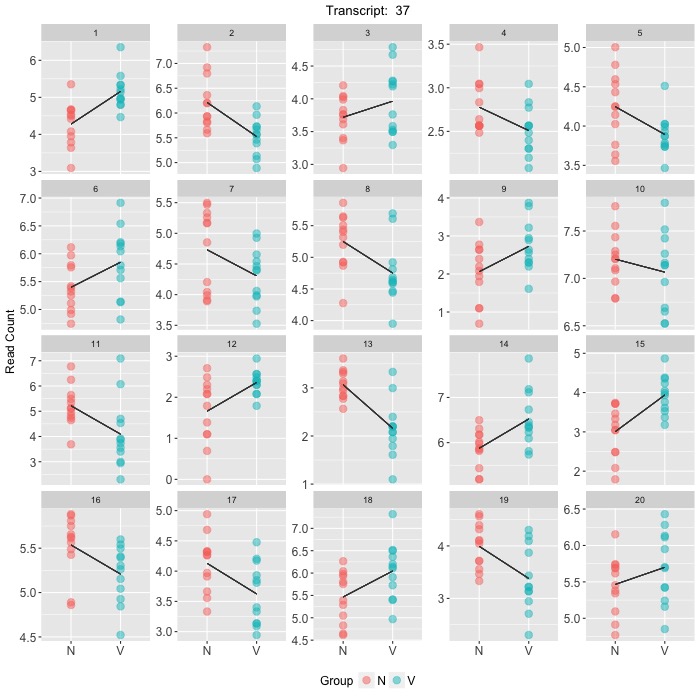 Transcript: 37
1 2 3 4 5
6 5 4 3
7.0 6.5 6.0 5.5 5.0
4.5 4.0 3.5 3.0
3.5 3.0 2.5
5.0 4.5 4.0 3.5
6 7 8 9 10
7.0 6.5 6.0 5.5 5.0
5.5 5.0 4.5 4.0 3.5
5.5 5.0 4.5 4.0
4 3 2 1
7.5 7.0 6.5
Read Count
11 12 13 14 15
7 6 5 4 3
3 2 1 0
3 2 1
7 6
5 4 3 2
16 17 18 19 20
5.5 5.0 4.5
5.0 4.5 4.0 3.5 3.0
7.0 6.5 6.0 5.5 5.0 4.5
4 3
6.5 6.0 5.5 5.0
N V N V N V N V N V
Group N V